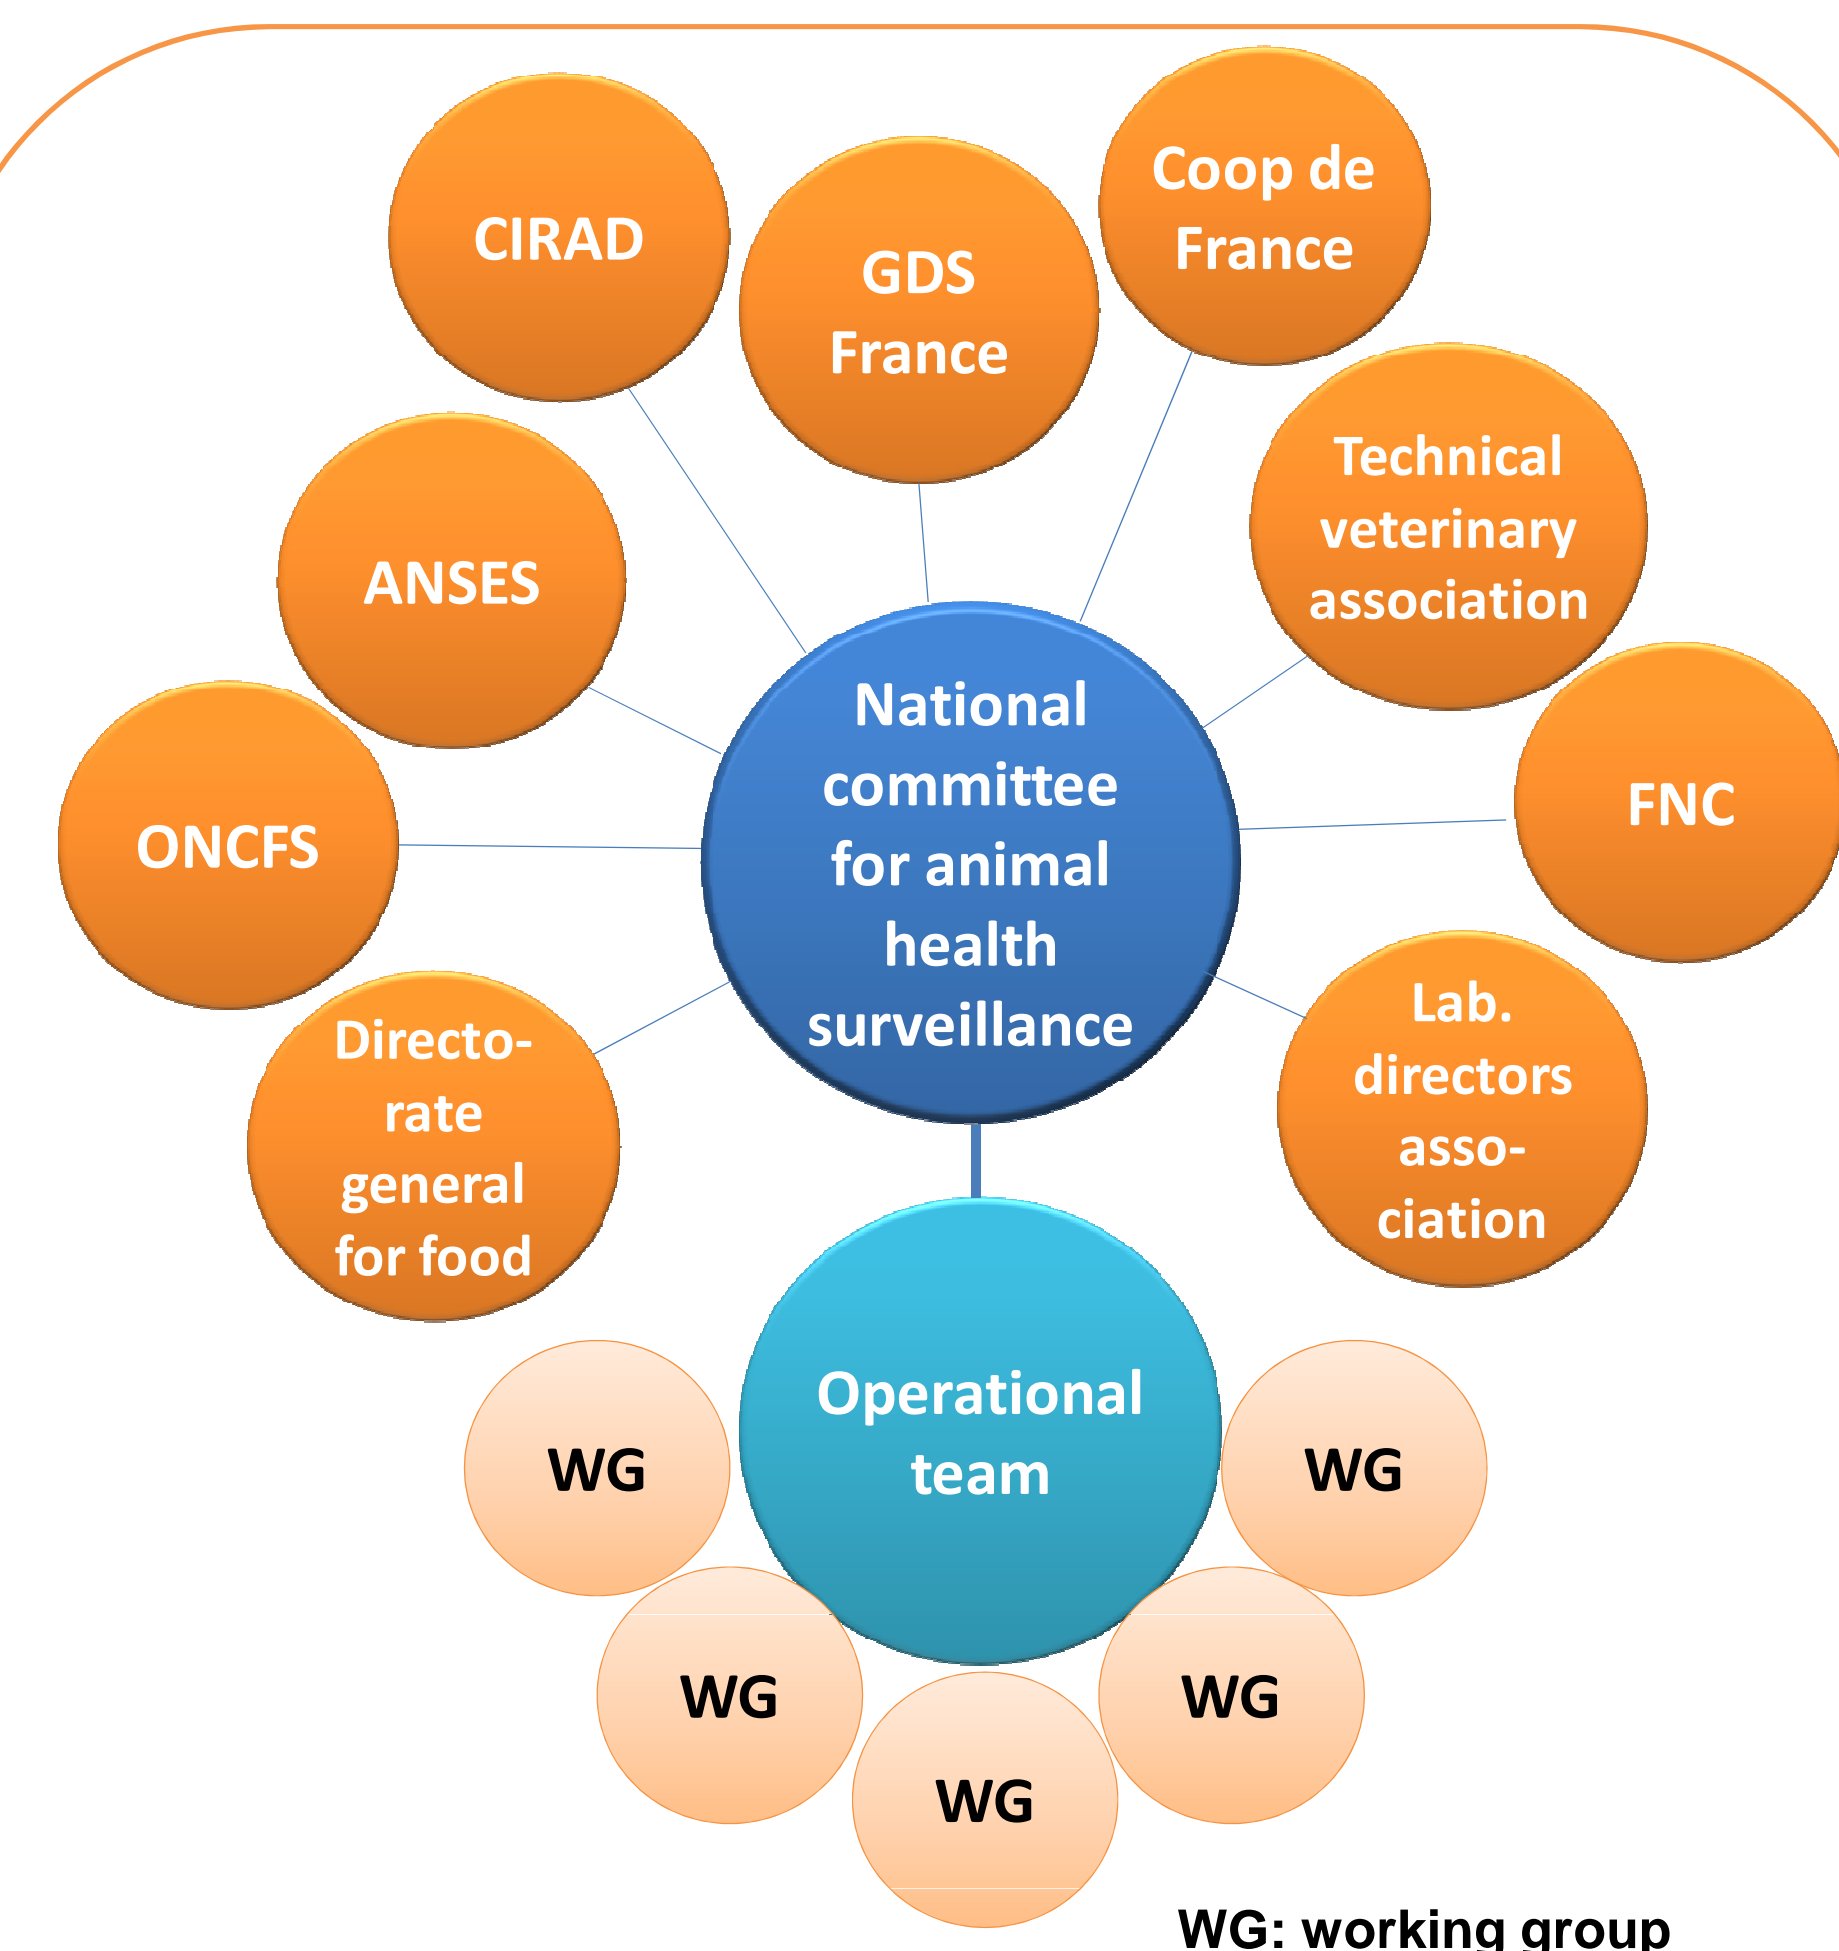 CIRAD
GDS
France
Coop de
France
Technical
veterinary
association
ANSES
FNC
ONCFS
National
committee
for animal
health
surveillance
Directo-
rate
general
for food
Lab.
directors
asso-
ciation
Operational
team
WG
WG
WG
WG
WG
WG: working group